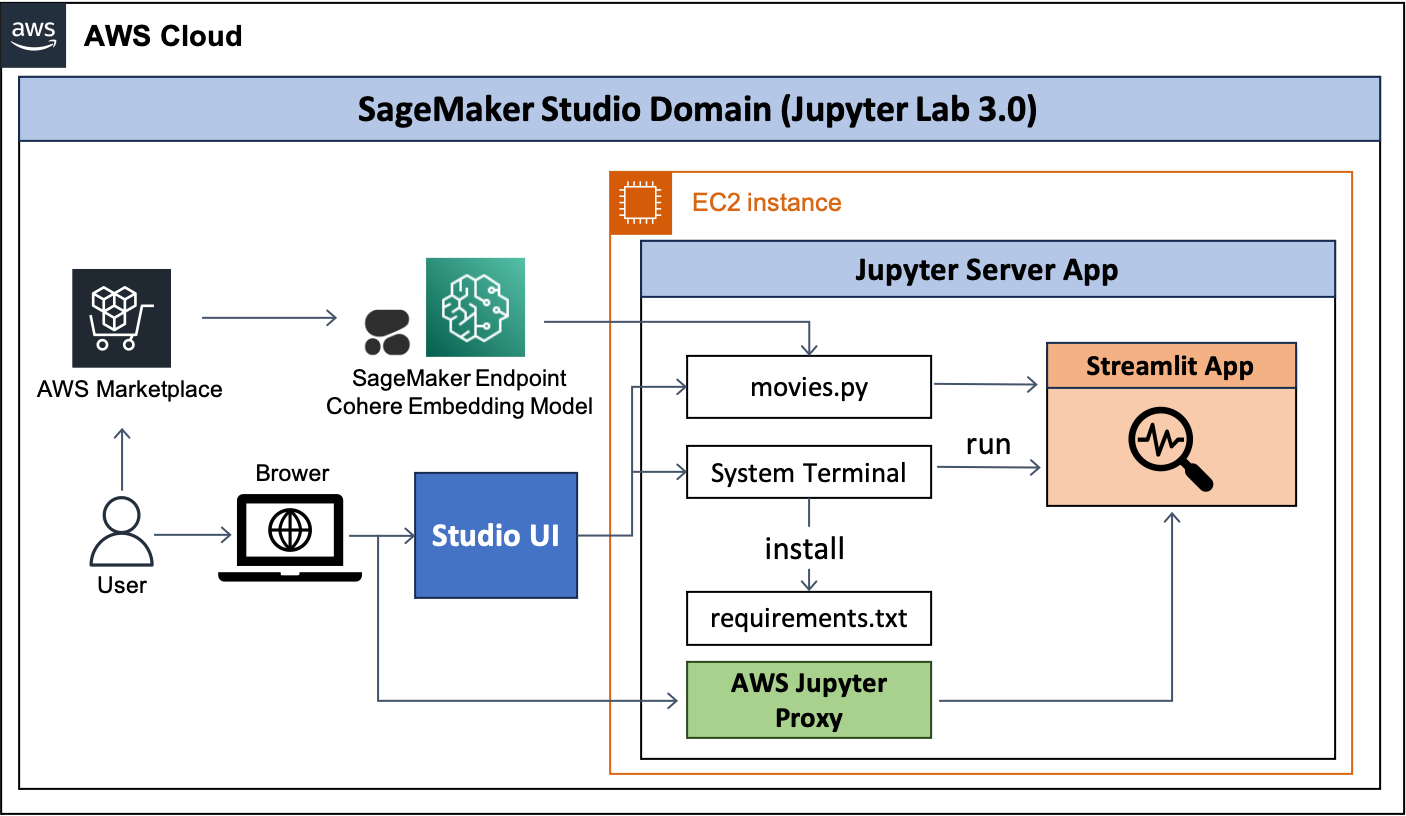 aws
AWS Cloud
SageMaker Studio Domain (Jupyter Lab 3.0)
EC2 instance
Jupyter Server App
AWS Marketplace
SageMaker Endpoint
Cohere Embedding Model
movies.py
Streamlit App
System Terminal
run
Brower
Studio UI
User
install
requirements.txt
AWS Jupyter
Proxy